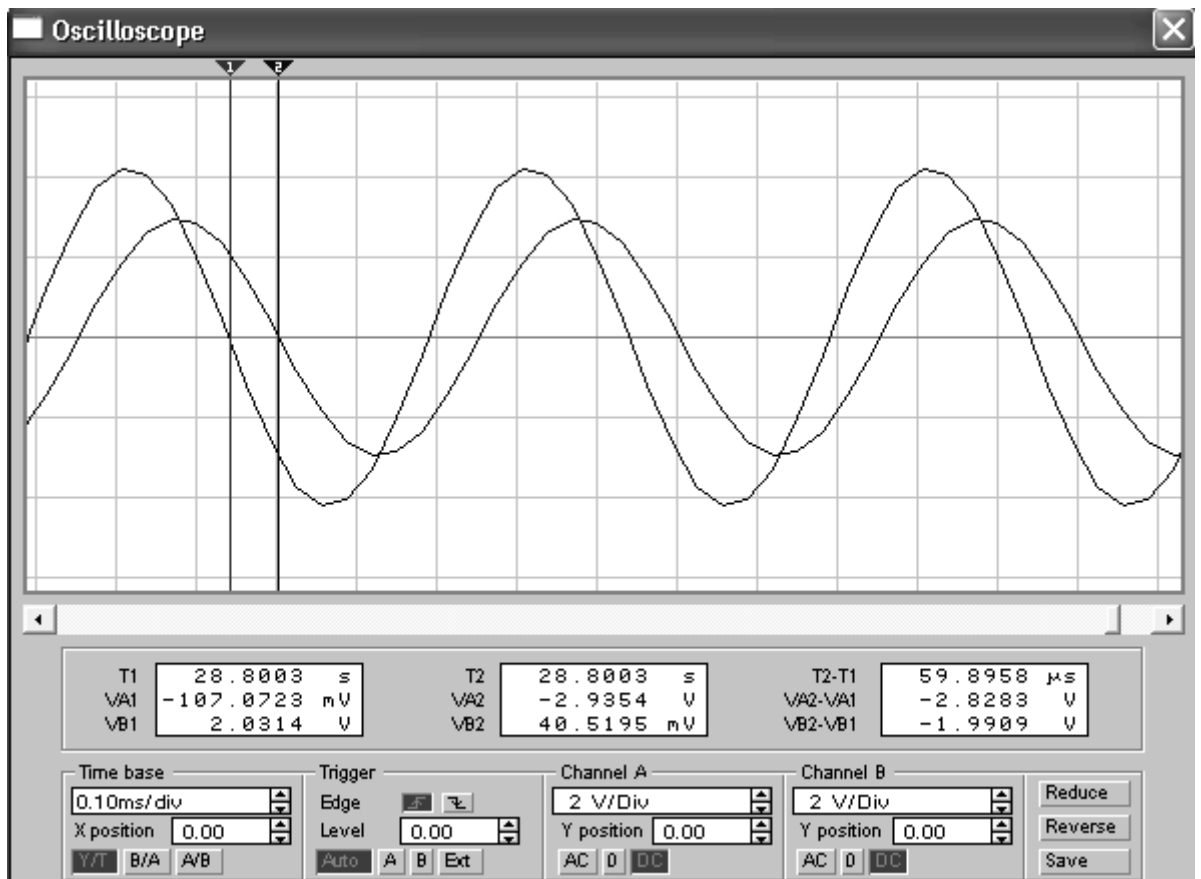 Oscilloscope
1 2
T1 28.8003 s T2 28.8003 s T2-T1 59.8958 µs
VA1 -107.0723 mV VA2 -2.9354 V VA2-VA1 -2.8283 V
VB1 2.0314 V VB2 40.5195 mV VB2-VB1 -1.9909 V
Time base Trigger Channel A Channel B
0.10ms/div Edge 2 V/Div 2 V/Div Reduce
X position 0.00 Level 0.00 Y position 0.00 Y position 0.00 Reverse
Y/T B/A A/B Auto A B Ext AC 0 DC AC 0 DC Save